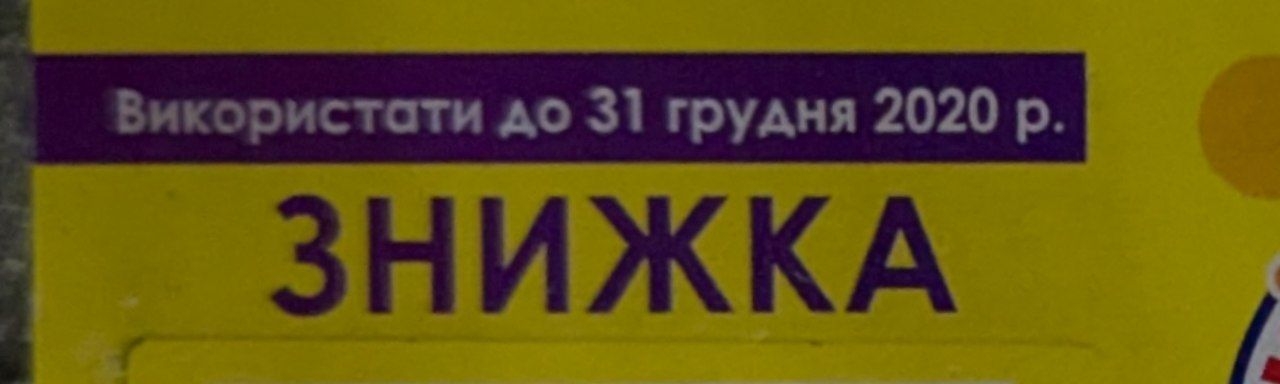 Використати до 31 грудня 2020 р.
ЗНИЖКА